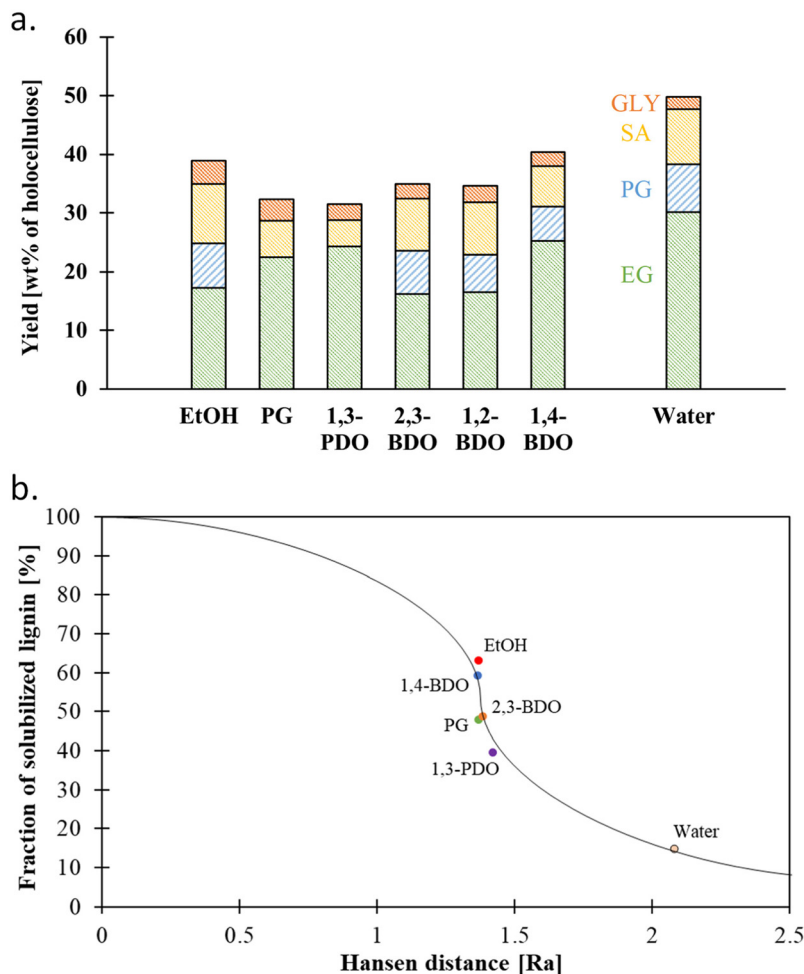 a.
Yield [wt% of holocellulose]
60
50
40
30
20
10
0
GLY
SA
PG
EG
EtOH
PG
1,3-
PDO
2,3-
BDO
1,2-
BDO
1,4-
BDO
Water
b.
Fraction of solubilized lignin [%]
100
90
80
70
60
50
40
30
20
10
0
EtOH
1,4-BDO
2,3-BDO
PG
1,3-PDO
Water
0
0.5
1
1.5
2
2.5
Hansen distance [Ra]